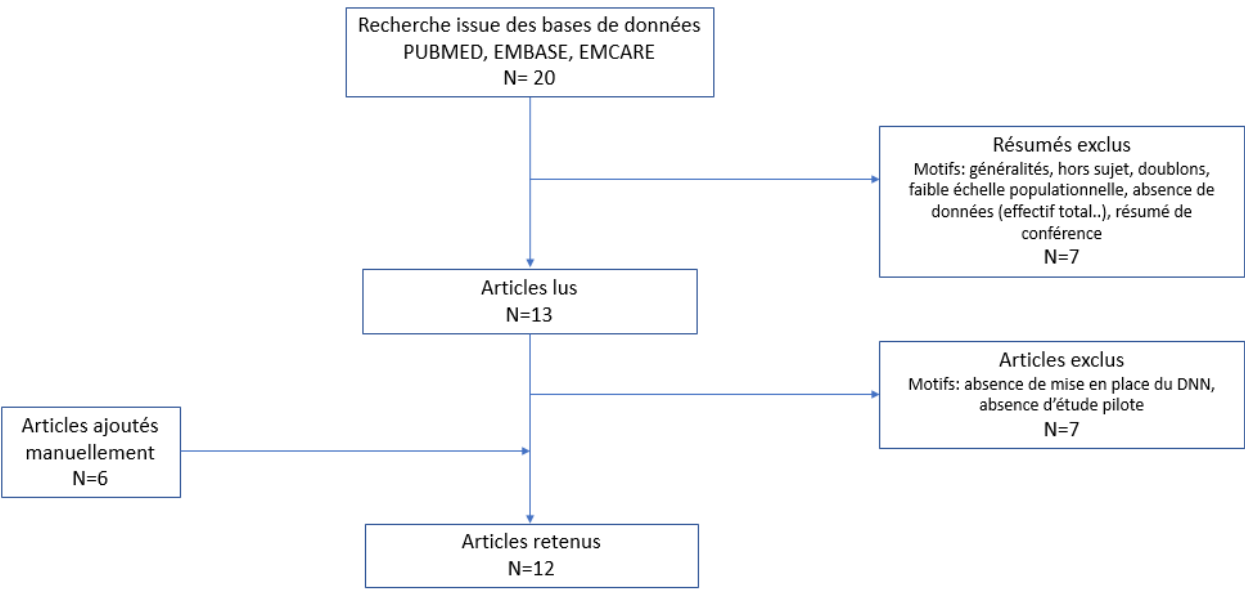 Recherche issue des bases de données
PUBMED, EMBASE, EMCARE
N= 20
Résumés exclus
Motifs: généralités, hors sujet, doublons,
faible échelle populationnelle, absence de
données (effectif total..), résumé de
conférence
N=7
Articles lus
N=13
Articles exclus
Motifs: absence de mise en place du DNN,
absence d'étude pilote
N=7
Articles ajoutés
manuellement
N=6
Articles retenus
N=12